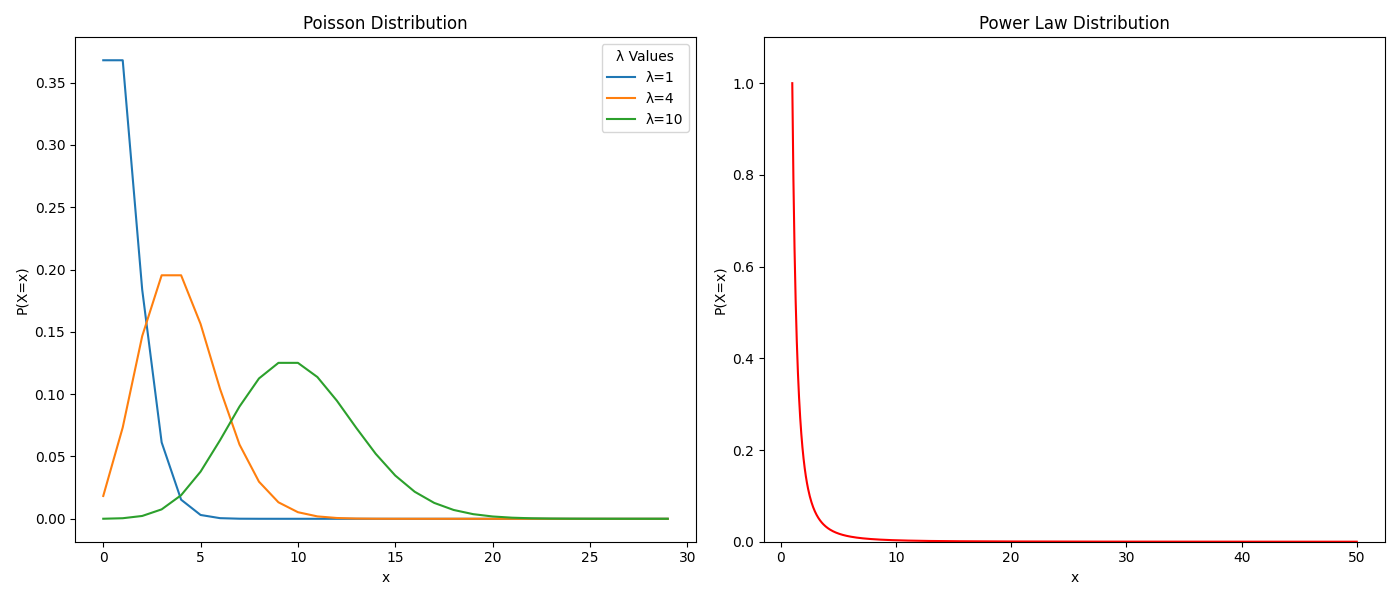 Poisson Distribution
P(X=x)
0.35
0.30
0.25
0.20
0.15
0.10
0.05
0.00
0 5 10 15 20 25 30
x
λ Values
λ=1
λ=4
λ=10
Power Law Distribution
P(X=x)
1.0
0.8
0.6
0.4
0.2
0.0
0 10 20 30 40 50
x